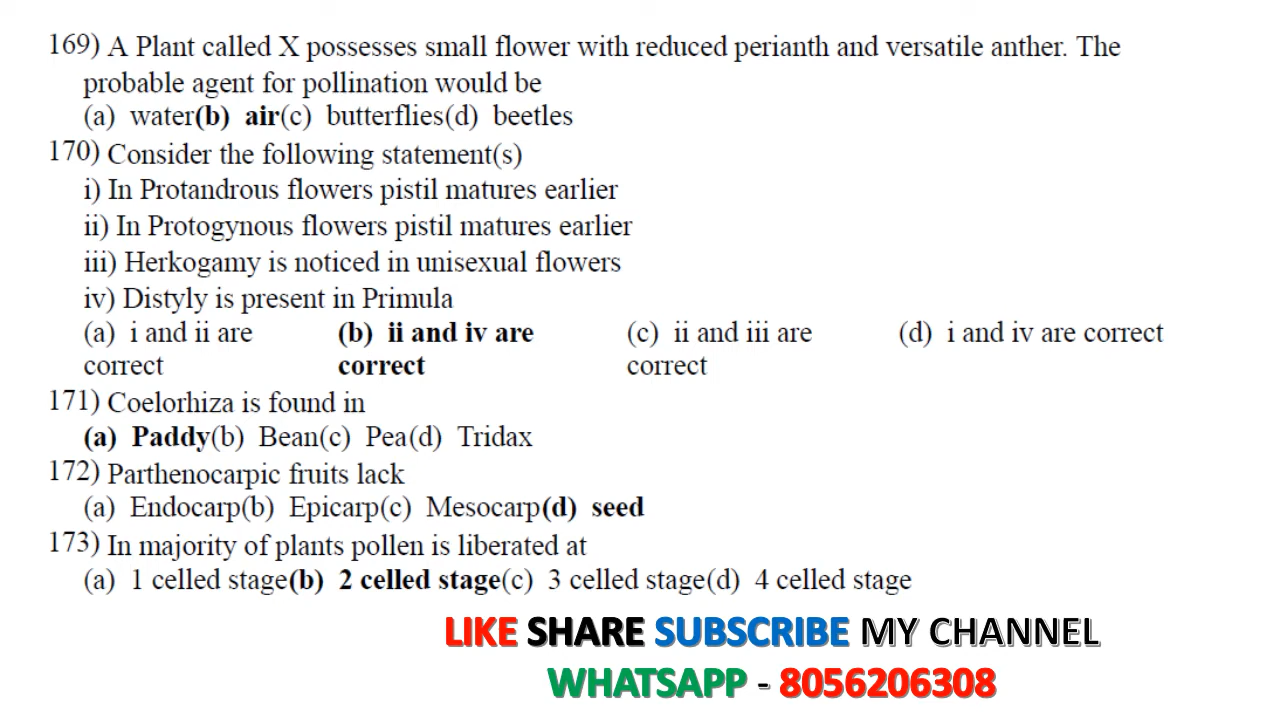 169) A Plant called X possesses small flower with reduced perianth and versatile anther. The
probable agent for pollination would be
(a) water(b) air(c) butterflies(d) beetles
170) Consider the following statement(s)
i) In Protandrous flowers pistil matures earlier
ii) In Protogynous flowers pistil matures earlier
iii) Herkogamy is noticed in unisexual flowers
iv) Distyly is present in Primula
(a) i and ii are correct
(b) ii and iv are correct
(c) ii and iii are correct
(d) i and iv are correct
171) Coelorhiza is found in
(a) Paddy(b) Bean(c) Pea(d) Tridax
172) Parthenocarpic fruits lack
(a) Endocarp(b) Epicarp(c) Mesocarp(d) seed
173) In majority of plants pollen is liberated at
(a) 1 celled stage(b) 2 celled stage(c) 3 celled stage(d) 4 celled stage
LIKE SHARE SUBSCRIBE MY CHANNEL
WHATSAPP - 8056206308